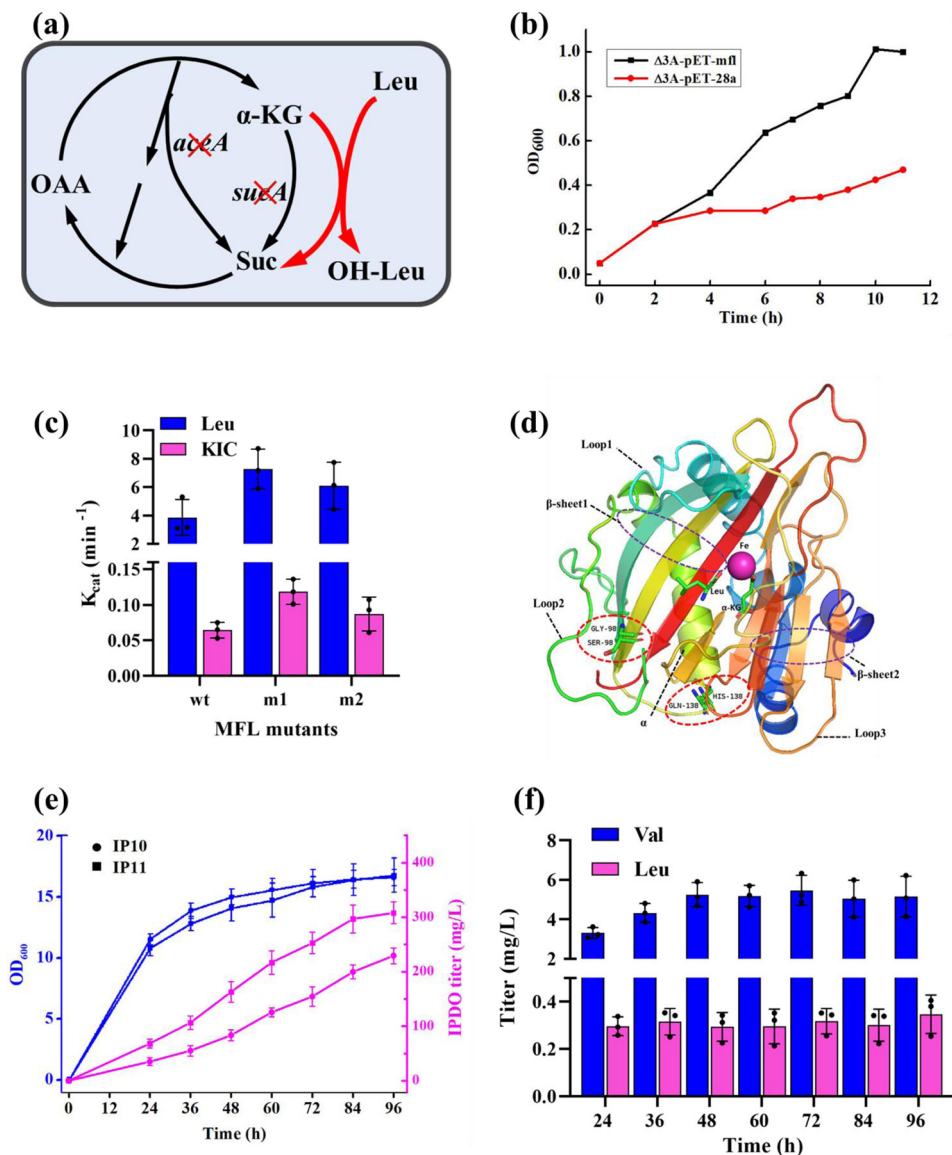 (a)
Leu
α-KG
aceA
OAA
sucA
Suc
OH-Leu
(b)
Δ3A-pET-mfl
Δ3A-pET-28a
OD600
1.0
0.8
0.6
0.4
0.2
0.0
0 2 4 6 8 10 12
Time (h)
(c)
Leu
KIC
Kcat (min-1)
10
8
6
4
2
0.15
0.10
0.05
0.00
wt m1 m2
MFL mutants
(d)
Loop1
β-sheet1
Fe
Leu
α-KG
Loop2
GLY-98
SER-98
HIS-138
GLN-138
β-sheet2
α
Loop3
(e)
IP10
IP11
OD600
20
15
10
5
0
400
300
200
100
0
IPDO titer (mg/L)
0 12 24 36 48 60 72 84 96
Time (h)
(f)
Val
Leu
Titer (mg/L)
10
8
6
4
2
0.4
0.2
0.0
24 36 48 60 72 84 96
Time (h)